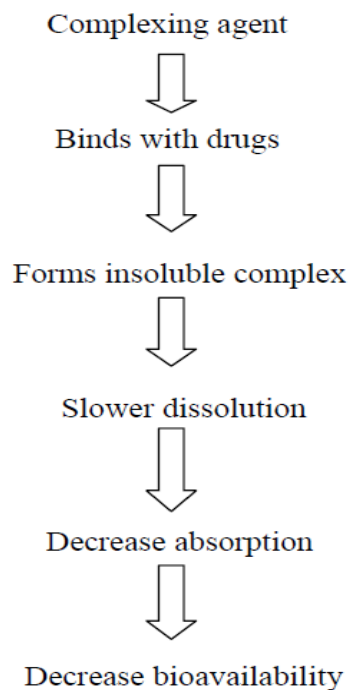 Complexing agent
Binds with drugs
Forms insoluble complex
Slower dissolution
Decrease absorption
Decrease bioavailability